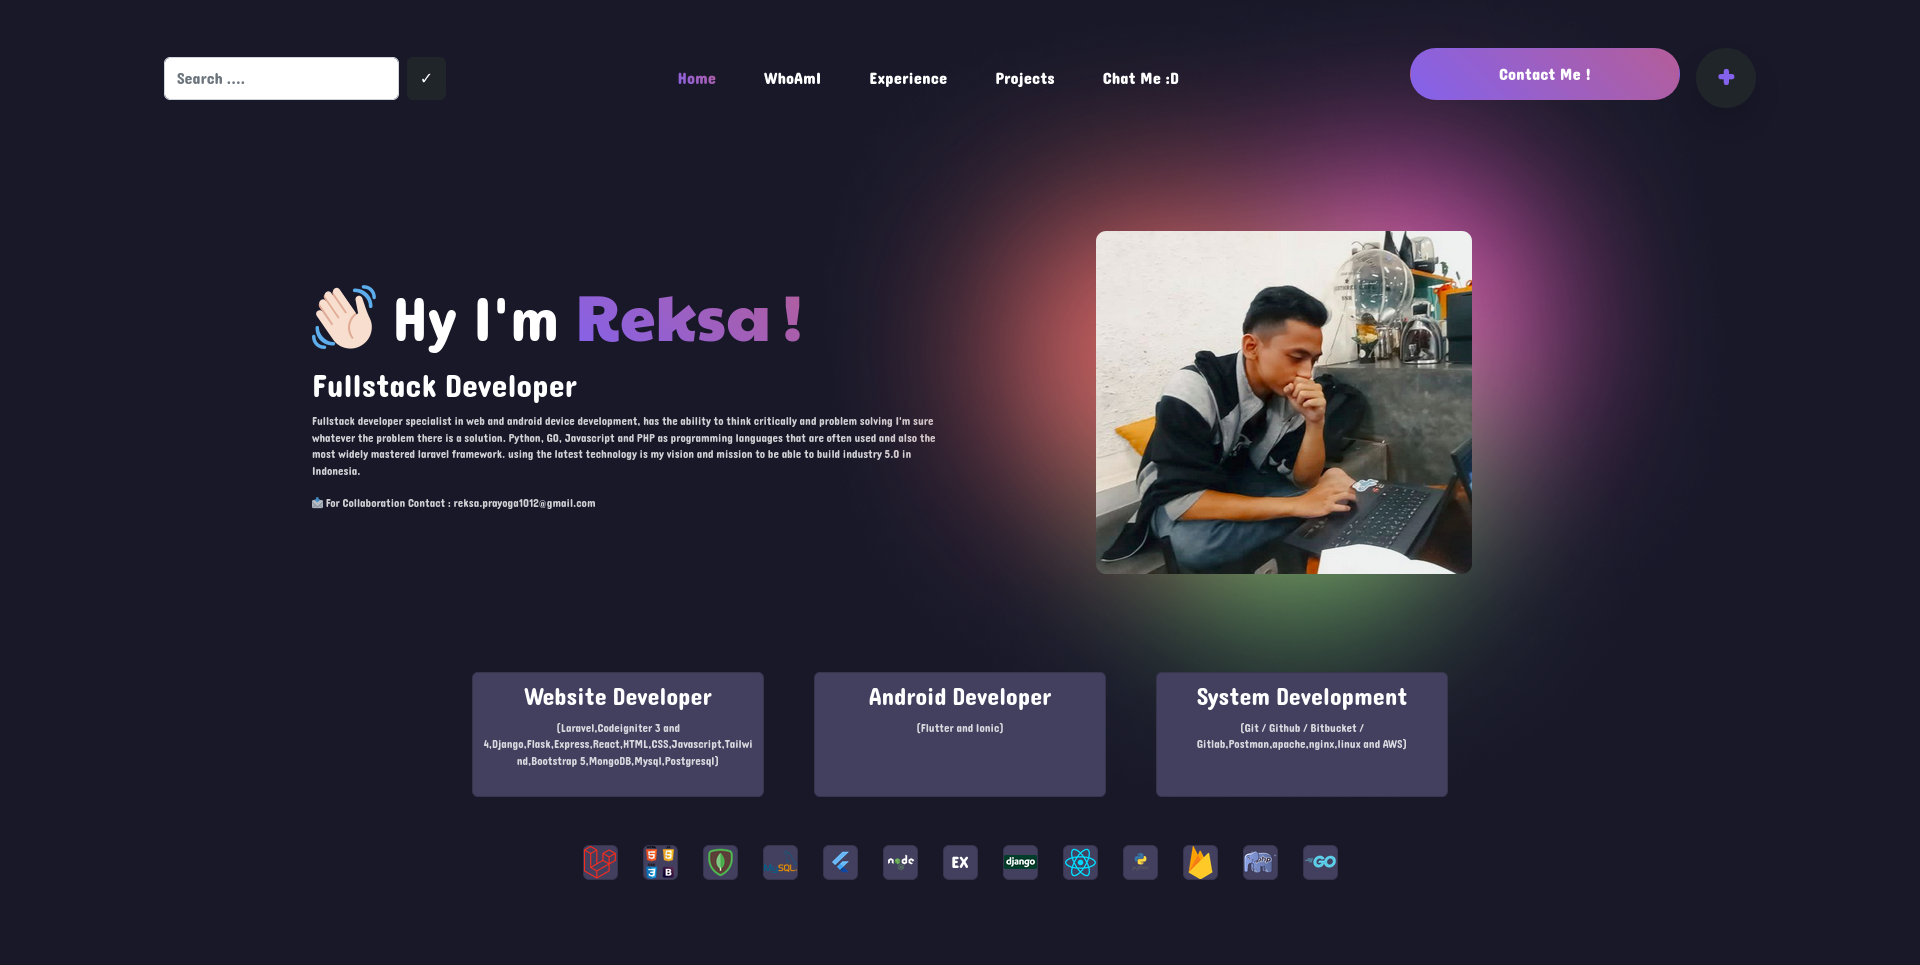 Search ....
✓
Home
WhoAmI
Experience
Projects
Chat Me :D
Contact Me !
Hy I'm Reksa !
Fullstack Developer
Fullstack developer specialist in web and android device development, has the ability to think critically and problem solving I'm sure
whatever the problem there is a solution. Python, GO, Javascript and PHP as programming languages that are often used and also the
most widely mastered laravel framework. using the latest technology is my vision and mission to be able to build industry 5.0 in
Indonesia.
For Collaboration Contact : reksa.prayoga1012@gmail.com
Website Developer
(Laravel,Codeigniter 3 and
4,Django,Flask,Express,React,HTML,CSS,Javascript,Tailwi
nd,Bootstrap 5,MongoDB,Mysql,Postgresql)
Android Developer
(Flutter and Ionic)
System Development
(Git / Github / Bitbucket /
Gitlab,Postman,apache,nginx,linux and AWS)
SQL
node
EX
django
php
GO